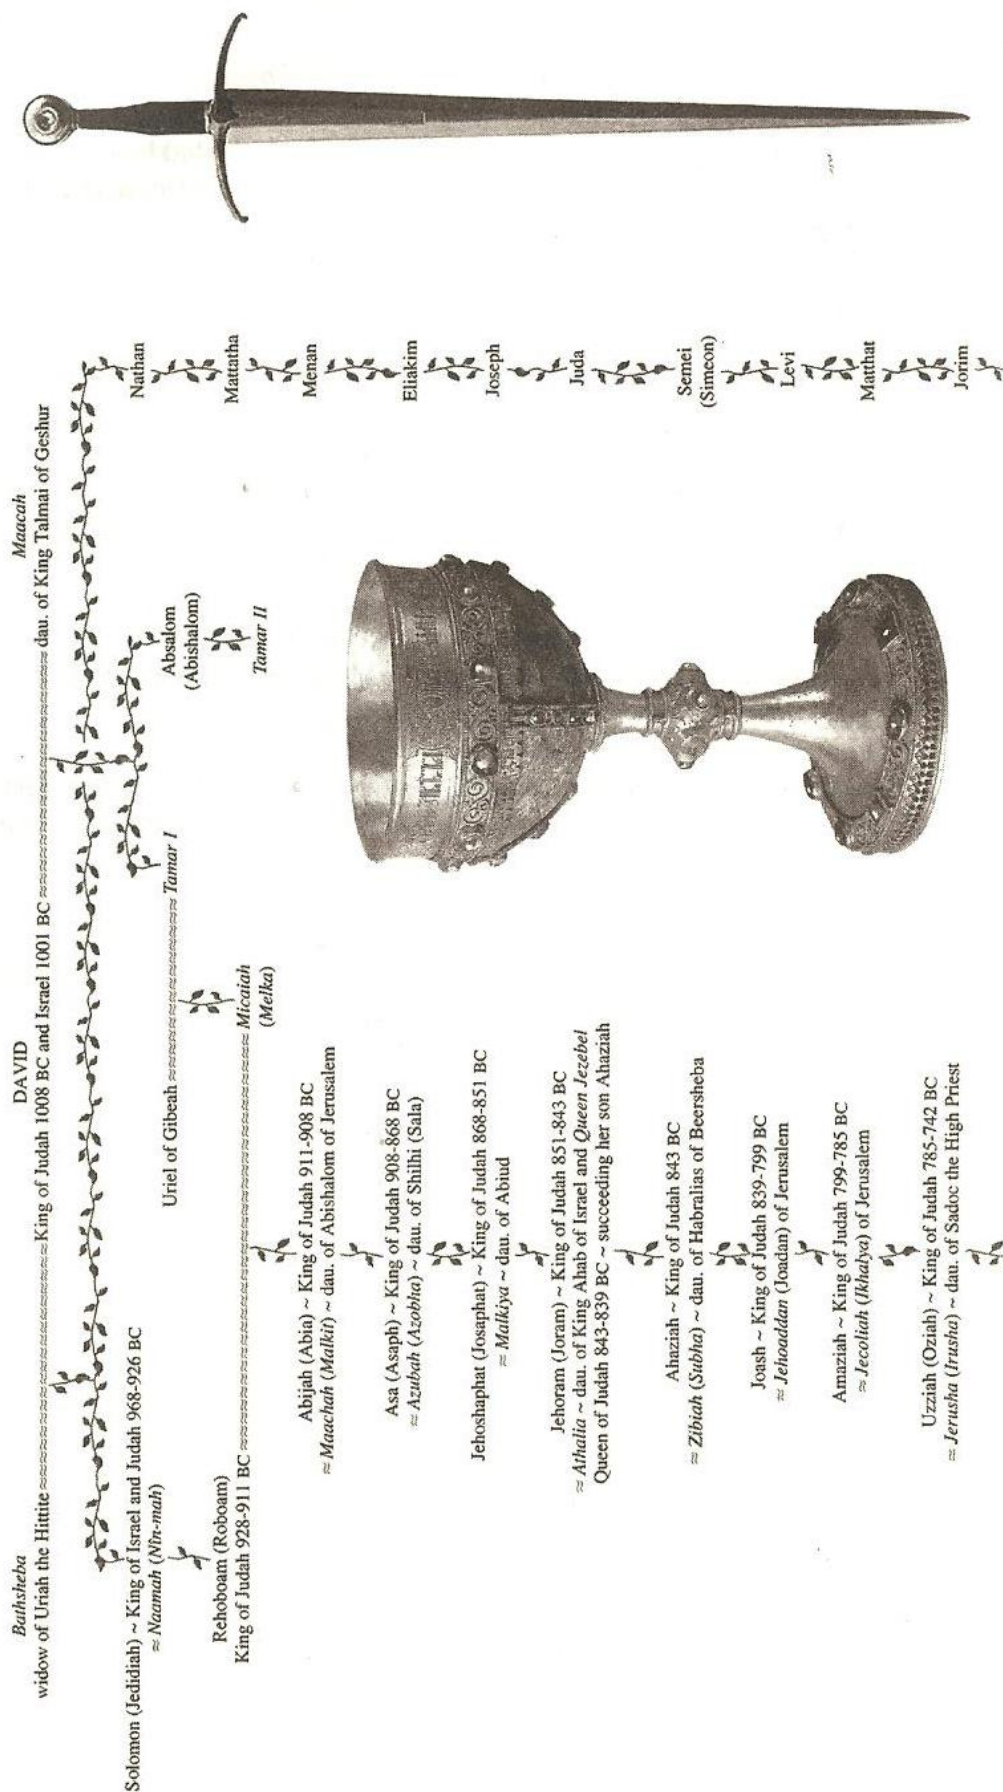 Bathsheba
widow of Uriah the Hittite ≈≈≈≈≈≈ King of Judah 1008 BC and Israel 1001 BC ≈≈≈≈≈≈ dau. of King Talmai of Geshur
DAVID
Maacah
Solomon (Jedidiah) ~ King of Israel and Judah 968-926 BC
≈ Naamah (Nîn-mah)
Rehoboam (Roboam)
King of Judah 928-911 BC ≈≈≈≈≈≈ Micaiah
(Melka)
Uriel of Gibeah ≈≈≈≈≈≈ Tamar I
Absalom
(Abishalom)
Tamar II
Abijah (Abia) ~ King of Judah 911-908 BC
≈ Maachah (Malkit) ~ dau. of Abishalom of Jerusalem
Asa (Asaph) ~ King of Judah 908-868 BC
≈ Azubah (Azobha) ~ dau. of Shilhi (Sala)
Jehoshaphat (Josaphat) ~ King of Judah 868-851 BC
≈ Malkiya ~ dau. of Abiud
Jehoram (Joram) ~ King of Judah 851-843 BC
≈ Athalia ~ dau. of King Ahab of Israel and Queen Jezebel
Queen of Judah 843-839 BC ~ succeeding her son Ahaziah
Ahaziah ~ King of Judah 843 BC
≈ Zibiah (Subha) ~ dau. of Habralias of Beersheba
Joash ~ King of Judah 839-799 BC
≈ Jehoaddan (Joadan) of Jerusalem
Amaziah ~ King of Judah 799-785 BC
≈ Jecoliah (Ikhalya) of Jerusalem
Uzziah (Oziah) ~ King of Judah 785-742 BC
≈ Jerusha (Irusha) ~ dau. of Sadoc the High Priest
Nathan
Mattatha
Menan
Eliakim
Joseph
Juda
Semei
(Simeon)
Levi
Matthat
Jorim